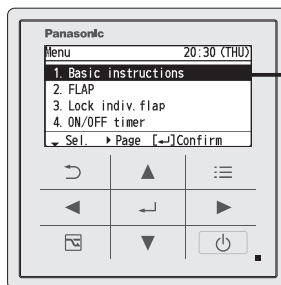 Panasonic
Menu 20:30 (THU)
1. Basic instructions
2. FLAP
3. Lock indiv.flap
4. ON/OFF timer
Sel. Page [↵]Confirm